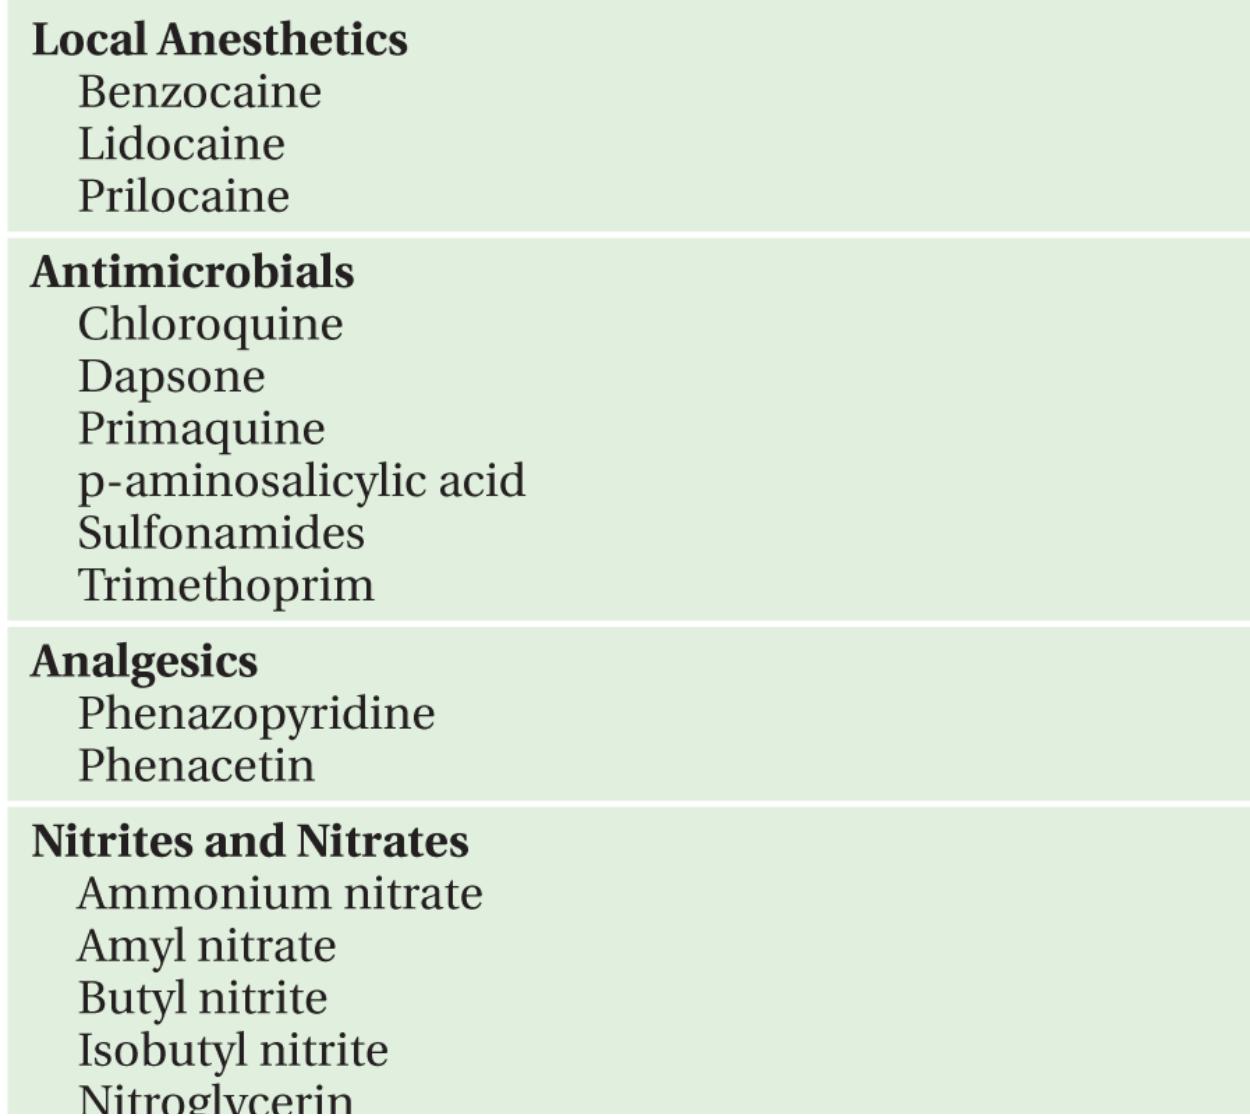 Local Anesthetics
Benzocaine
Lidocaine
Prilocaine
Antimicrobials
Chloroquine
Dapsone
Primaquine
p-aminosalicylic acid
Sulfonamides
Trimethoprim
Analgesics
Phenazopyridine
Phenacetin
Nitrites and Nitrates
Ammonium nitrate
Amyl nitrate
Butyl nitrite
Isobutyl nitrite
Nitroglycerin